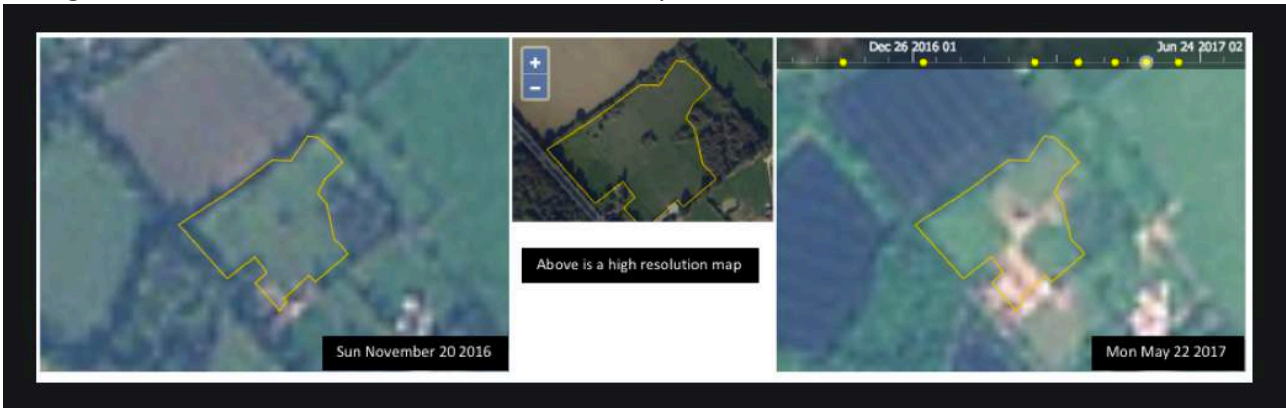 Dec 26 2016 01
Jun 24 2017 02
+
−
Above is a high resolution map
Sun November 20 2016
Mon May 22 2017